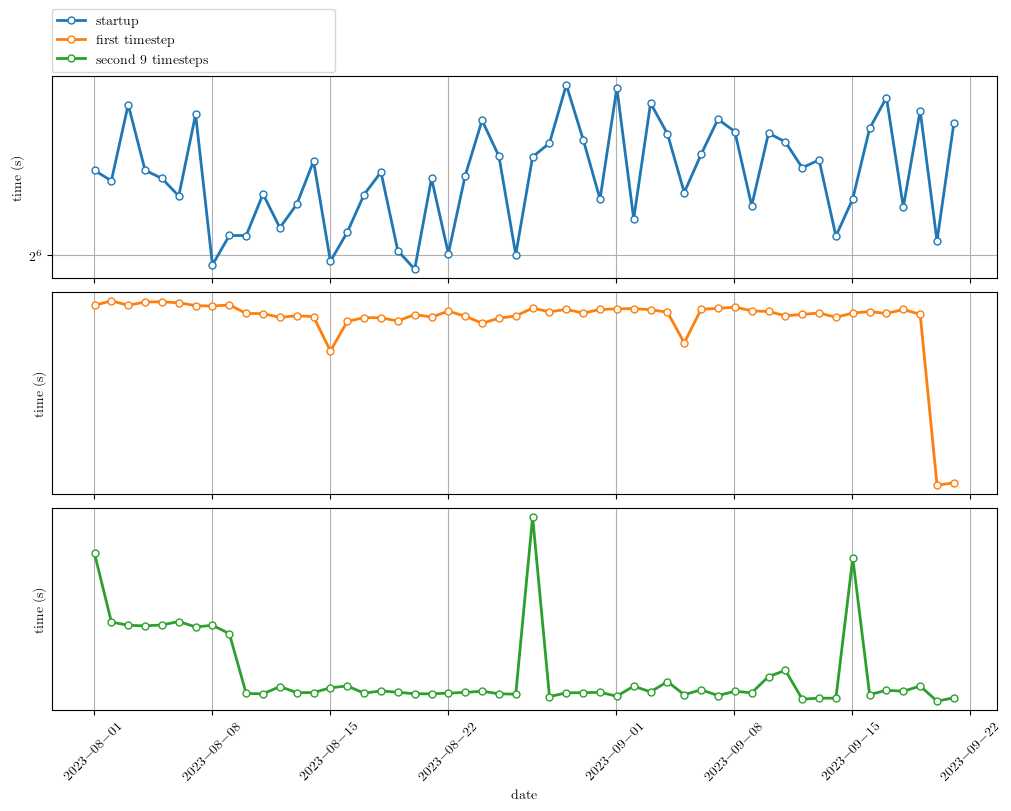 startup
first timestep
second 9 timesteps
time (s)
2^6
time (s)
time (s)
2023−08−01
2023−08−08
2023−08−15
2023−08−22
2023−09−01
2023−09−08
2023−09−15
2023−09−22
date